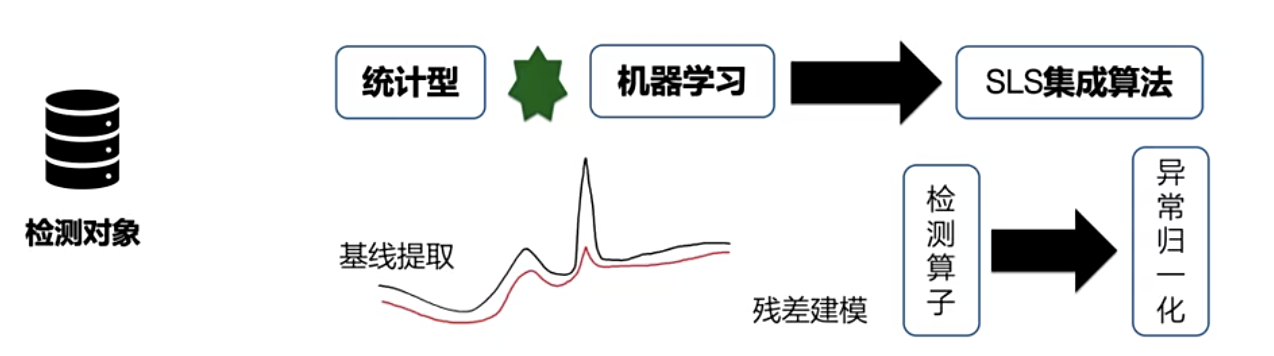 统计型
机器学习
SLS集成算法
检测对象
基线提取
残差建模
检测算子
异常归一化